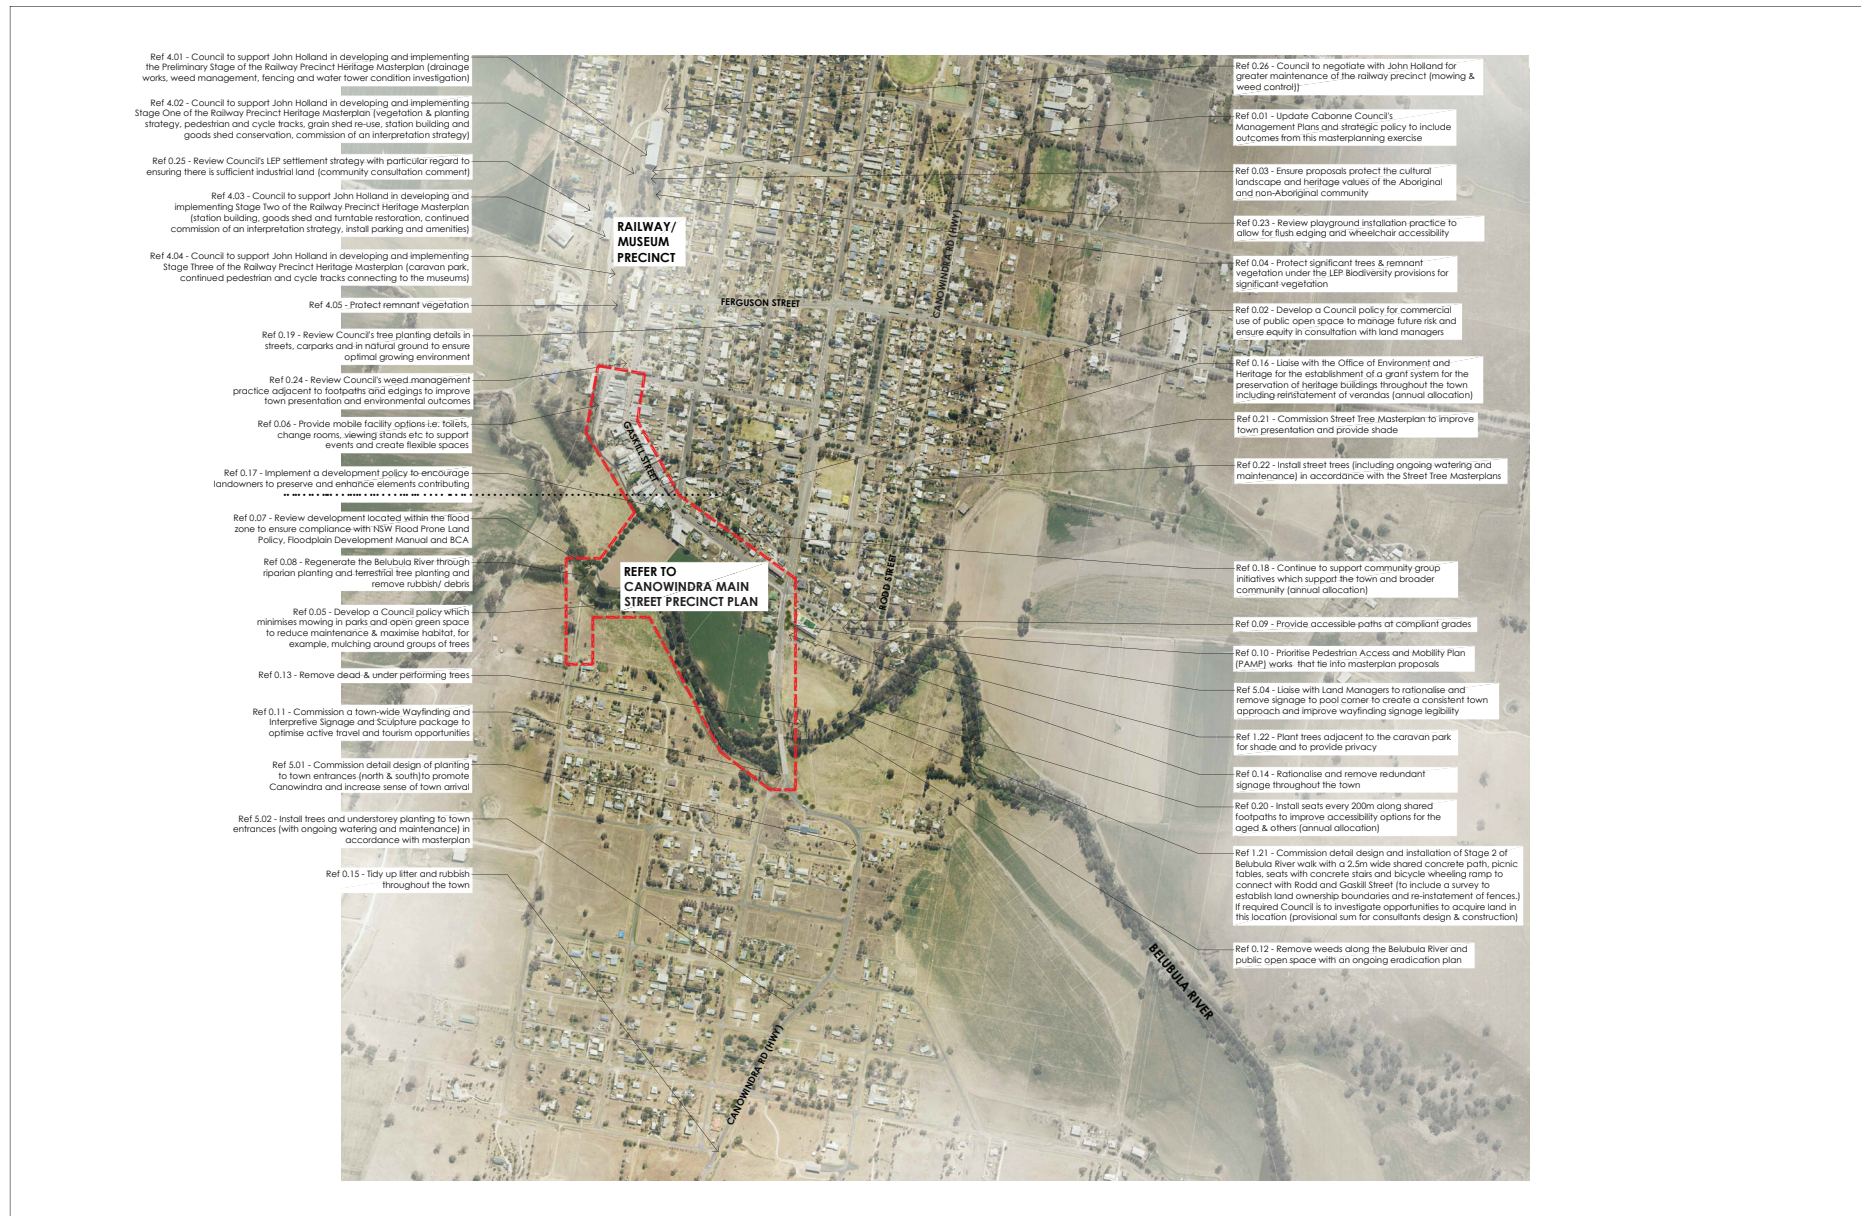 Ref 4.01 - Council to support John Holland in developing and implementing
the Preliminary Stage of the Railway Precinct Heritage Masterplan (drainage
works, weed management, fencing and water tower condition investigation)
Ref 4.02 - Council to support John Holland in developing and implementing
Stage One of the Railway Precinct Heritage Masterplan (vegetation & planting
strategy, pedestrian and cycle tracks, grain shed re-use, station building and
goods shed conservation, commission of an interpretation strategy)
Ref 0.25 - Review Council's LEP settlement strategy with particular regard to
ensuring there is sufficient industrial land (community consultation comment)
Ref 4.03 - Council to support John Holland in developing and
implementing Stage Two of the Railway Precinct Heritage Masterplan
(station building, goods shed and turntable restoration, continued
commission of an interpretation strategy, install parking and amenities)
Ref 4.04 - Council to support John Holland in developing and implementing
Stage Three of the Railway Precinct Heritage Masterplan (caravan park,
continued pedestrian and cycle tracks connecting to the museums)
Ref 4.05 - Protect remnant vegetation
Ref 0.19 - Review Council's tree planting details in
streets, carparks and in natural ground to ensure
optimal growing environment
Ref 0.24 - Review Council's weed management
practice adjacent to footpaths and edgings to improve
town presentation and environmental outcomes
Ref 0.06 - Provide mobile facility options i.e. toilets,
change rooms, viewing stands etc to support
events and create flexible spaces
Ref 0.17 - Implement a development policy to encourage
landowners to preserve and enhance elements contributing
Ref 0.07 - Review development located within the flood
zone to ensure compliance with NSW Flood Prone Land
Policy, Floodplain Development Manual and BCA
Ref 0.08 - Regenerate the Belubula River through
riparian planting and terrestrial tree planting and
remove rubbish/ debris
Ref 0.05 - Develop a Council policy which
minimises mowing in parks and open green space
to reduce maintenance & maximise habitat, for
example, mulching around groups of trees
Ref 0.13 - Remove dead & under performing trees
Ref 0.11 - Commission a town-wide Wayfinding and
Interpretive Signage and Sculpture package to
optimise active travel and tourism opportunities
Ref 5.01 - Commission detail design of planting
to town entrances (north & south)to promote
Canowindra and increase sense of town arrival
Ref 5.02 - Install trees and understorey planting to town
entrances (with ongoing watering and maintenance) in
accordance with masterplan
Ref 0.15 - Tidy up litter and rubbish
throughout the town
RAILWAY/
MUSEUM
PRECINCT
FERGUSON STREET
CANOWINDRA RD (HWY)
GASKILL STREET
REFER TO
CANOWINDRA MAIN
STREET PRECINCT PLAN
RODD STREET
BELUBULA RIVER
CANOWINDRA RD (HWY)
Ref 0.26 - Council to negotiate with John Holland for
greater maintenance of the railway precinct (mowing &
weed control))
Ref 0.01 - Update Cabonne Council's
Management Plans and strategic policy to include
outcomes from this masterplanning exercise
Ref 0.03 - Ensure proposals protect the cultural
landscape and heritage values of the Aboriginal
and non-Aboriginal community
Ref 0.23 - Review playground installation practice to
allow for flush edging and wheelchair accessibility
Ref 0.04 - Protect significant trees & remnant
vegetation under the LEP Biodiversity provisions for
significant vegetation
Ref 0.02 - Develop a Council policy for commercial
use of public open space to manage future risk and
ensure equity in consultation with land managers
Ref 0.16 - Liaise with the Office of Environment and
Heritage for the establishment of a grant system for the
preservation of heritage buildings throughout the town
including reinstatement of verandas (annual allocation)
Ref 0.21 - Commission Street Tree Masterplan to improve
town presentation and provide shade
Ref 0.22 - Install street trees (including ongoing watering and
maintenance) in accordance with the Street Tree Masterplans
Ref 0.18 - Continue to support community group
initiatives which support the town and broader
community (annual allocation)
Ref 0.09 - Provide accessible paths at compliant grades
Ref 0.10 - Prioritise Pedestrian Access and Mobility Plan
(PAMP) works  that tie into masterplan proposals
Ref 5.04 - Liaise with Land Managers to rationalise and
remove signage to pool corner to create a consistent town
approach and improve wayfinding signage legibility
Ref 1.22 - Plant trees adjacent to the caravan park
for shade and to provide privacy
Ref 0.14 - Rationalise and remove redundant
signage throughout the town
Ref 0.20 - Install seats every 200m along shared
footpaths to improve accessibility options for the
aged & others (annual allocation)
Ref 1.21 - Commission detail design and installation of Stage 2 of
Belubula River walk with a 2.5m wide shared concrete path, picnic
tables, seats with concrete stairs and bicycle wheeling ramp to
connect with Rodd and Gaskill Street (to include a survey to
establish land ownership boundaries and re-instatement of fences.)
If required Council is to investigate opportunities to acquire land in
this location (provisional sum for consultants design & construction)
Ref 0.12 - Remove weeds along the Belubula River and
public open space with an ongoing eradication plan